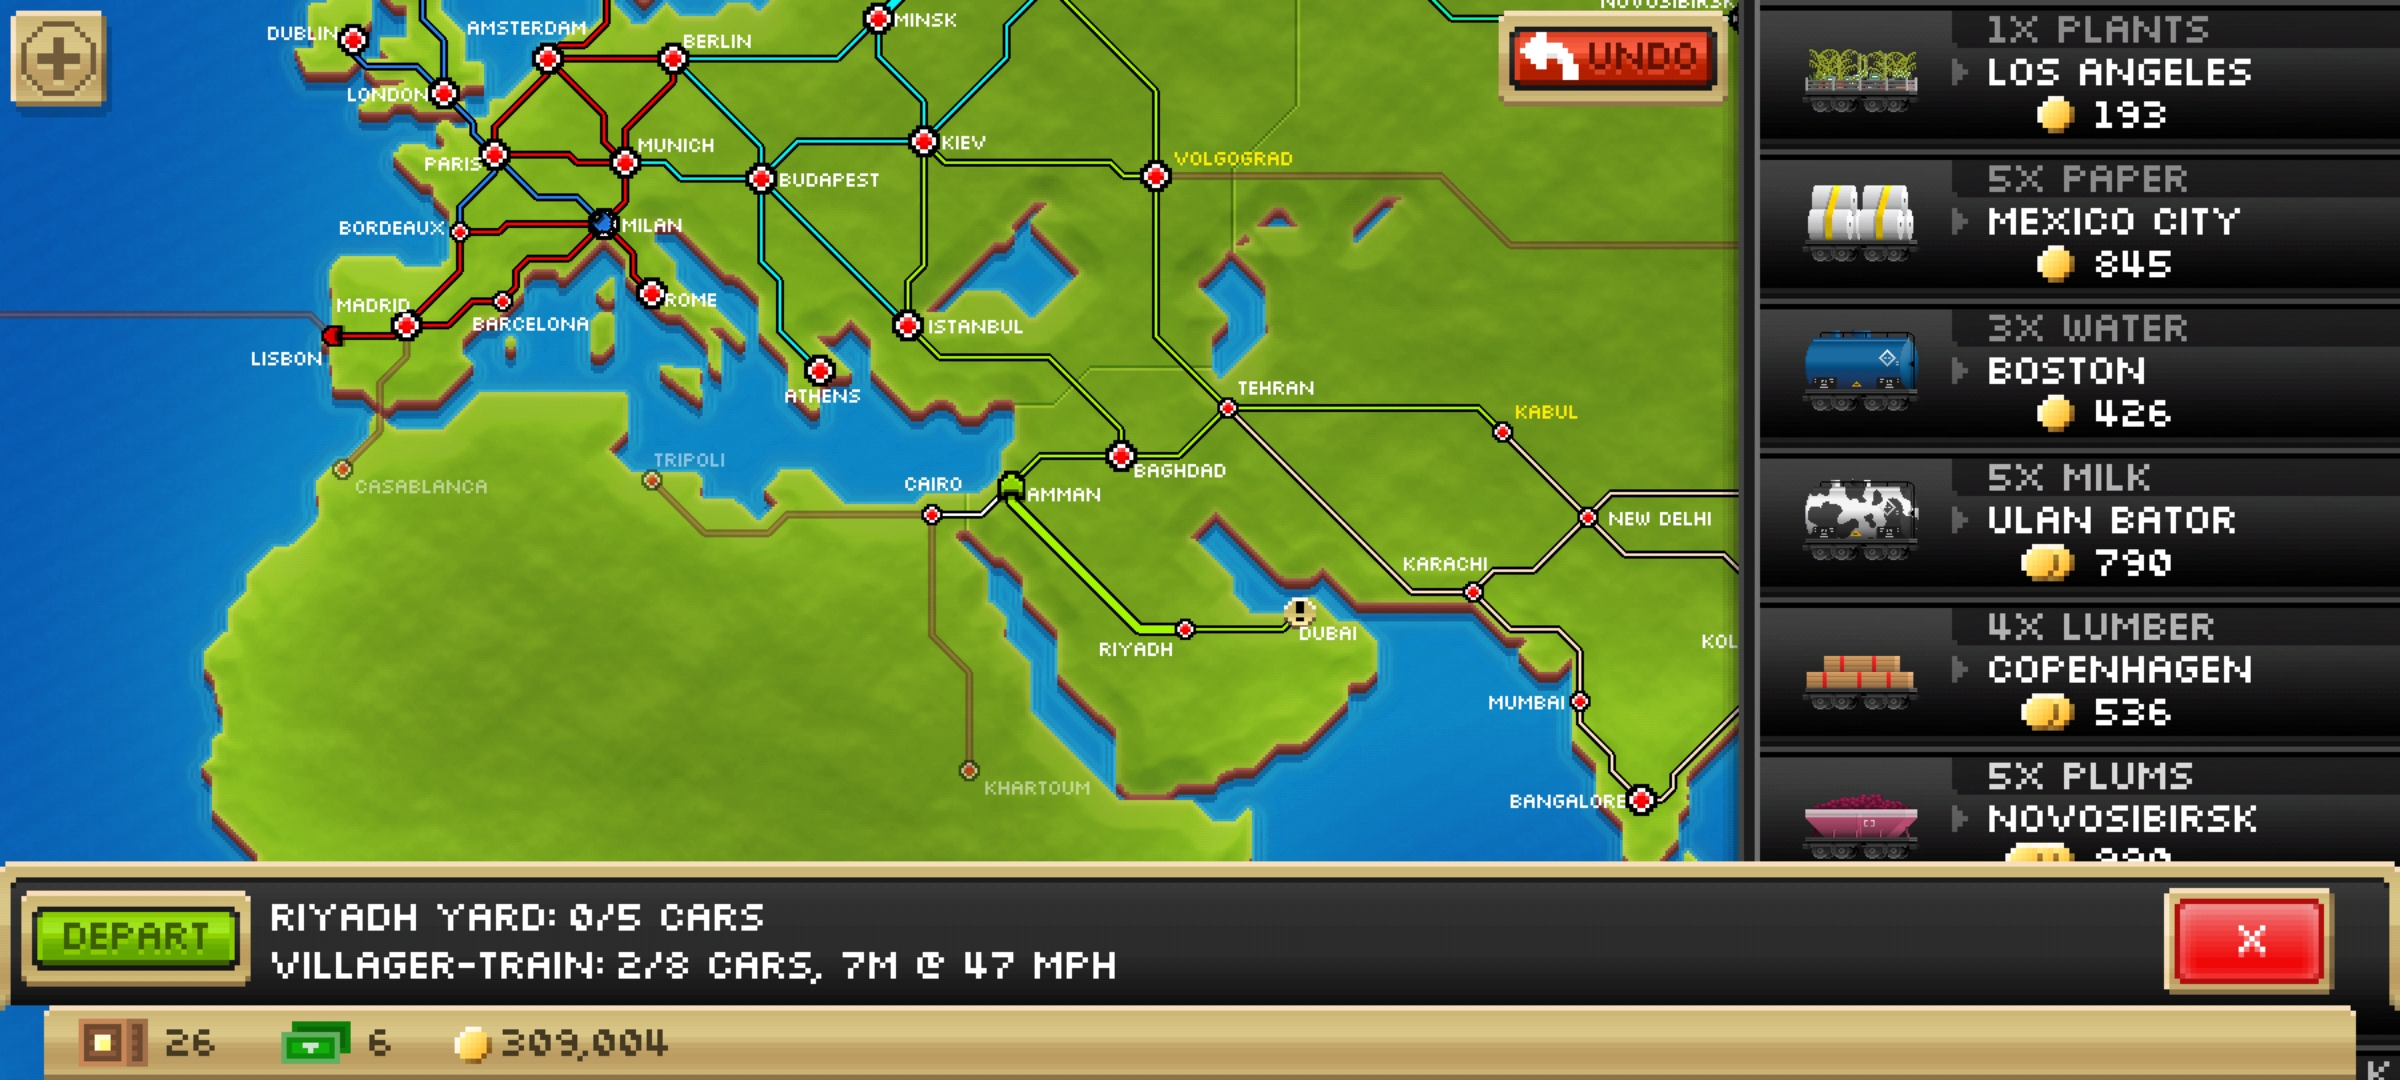 NOVOSIBIRSK
MINSK
DUBLIN
AMSTERDAM
BERLIN
UNDO
LONDON
PARIS
MUNICH
KIEV
VOLGOGRAD
BUDAPEST
BORDEAUX
MILAN
MADRID
ROME
BARCELONA
ISTANBUL
LISBON
ATHENS
TEHRAN
KABUL
TRIPOLI
CAIRO
BAGHDAD
CASABLANCA
AMMAN
NEW DELHI
KARACHI
RIYADH
DUBAI
KOL
MUMBAI
KHARTOUM
BANGALORE
1X PLANTS
LOS ANGELES
193
5X PAPER
MEXICO CITY
845
3X WATER
BOSTON
426
5X MILK
ULAN BATOR
790
4X LUMBER
COPENHAGEN
536
5X PLUMS
NOVOSIBIRSK
DEPART
RIYADH YARD: 0/5 CARS
VILLAGER-TRAIN: 2/8 CARS, 7M @ 47 MPH
X
26
6
309,004